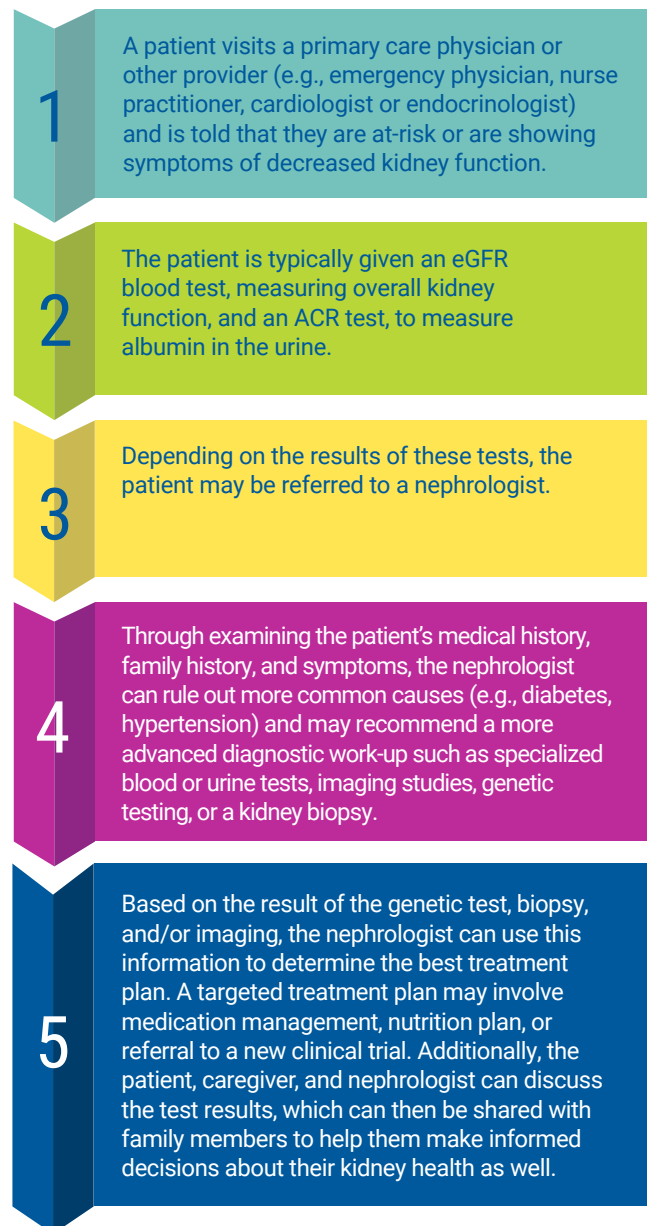 1
A patient visits a primary care physician or
other provider (e.g., emergency physician, nurse
practitioner, cardiologist or endocrinologist)
and is told that they are at-risk or are showing
symptoms of decreased kidney function.
2
The patient is typically given an eGFR
blood test, measuring overall kidney
function, and an ACR test, to measure
albumin in the urine.
3
Depending on the results of these tests, the
patient may be referred to a nephrologist.
4
Through examining the patient’s medical history,
family history, and symptoms, the nephrologist
can rule out more common causes (e.g., diabetes,
hypertension) and may recommend a more
advanced diagnostic work-up such as specialized
blood or urine tests, imaging studies, genetic
testing, or a kidney biopsy.
5
Based on the result of the genetic test, biopsy,
and/or imaging, the nephrologist can use this
information to determine the best treatment
plan. A targeted treatment plan may involve
medication management, nutrition plan, or
referral to a new clinical trial. Additionally, the
patient, caregiver, and nephrologist can discuss
the test results, which can then be shared with
family members to help them make informed
decisions about their kidney health as well.